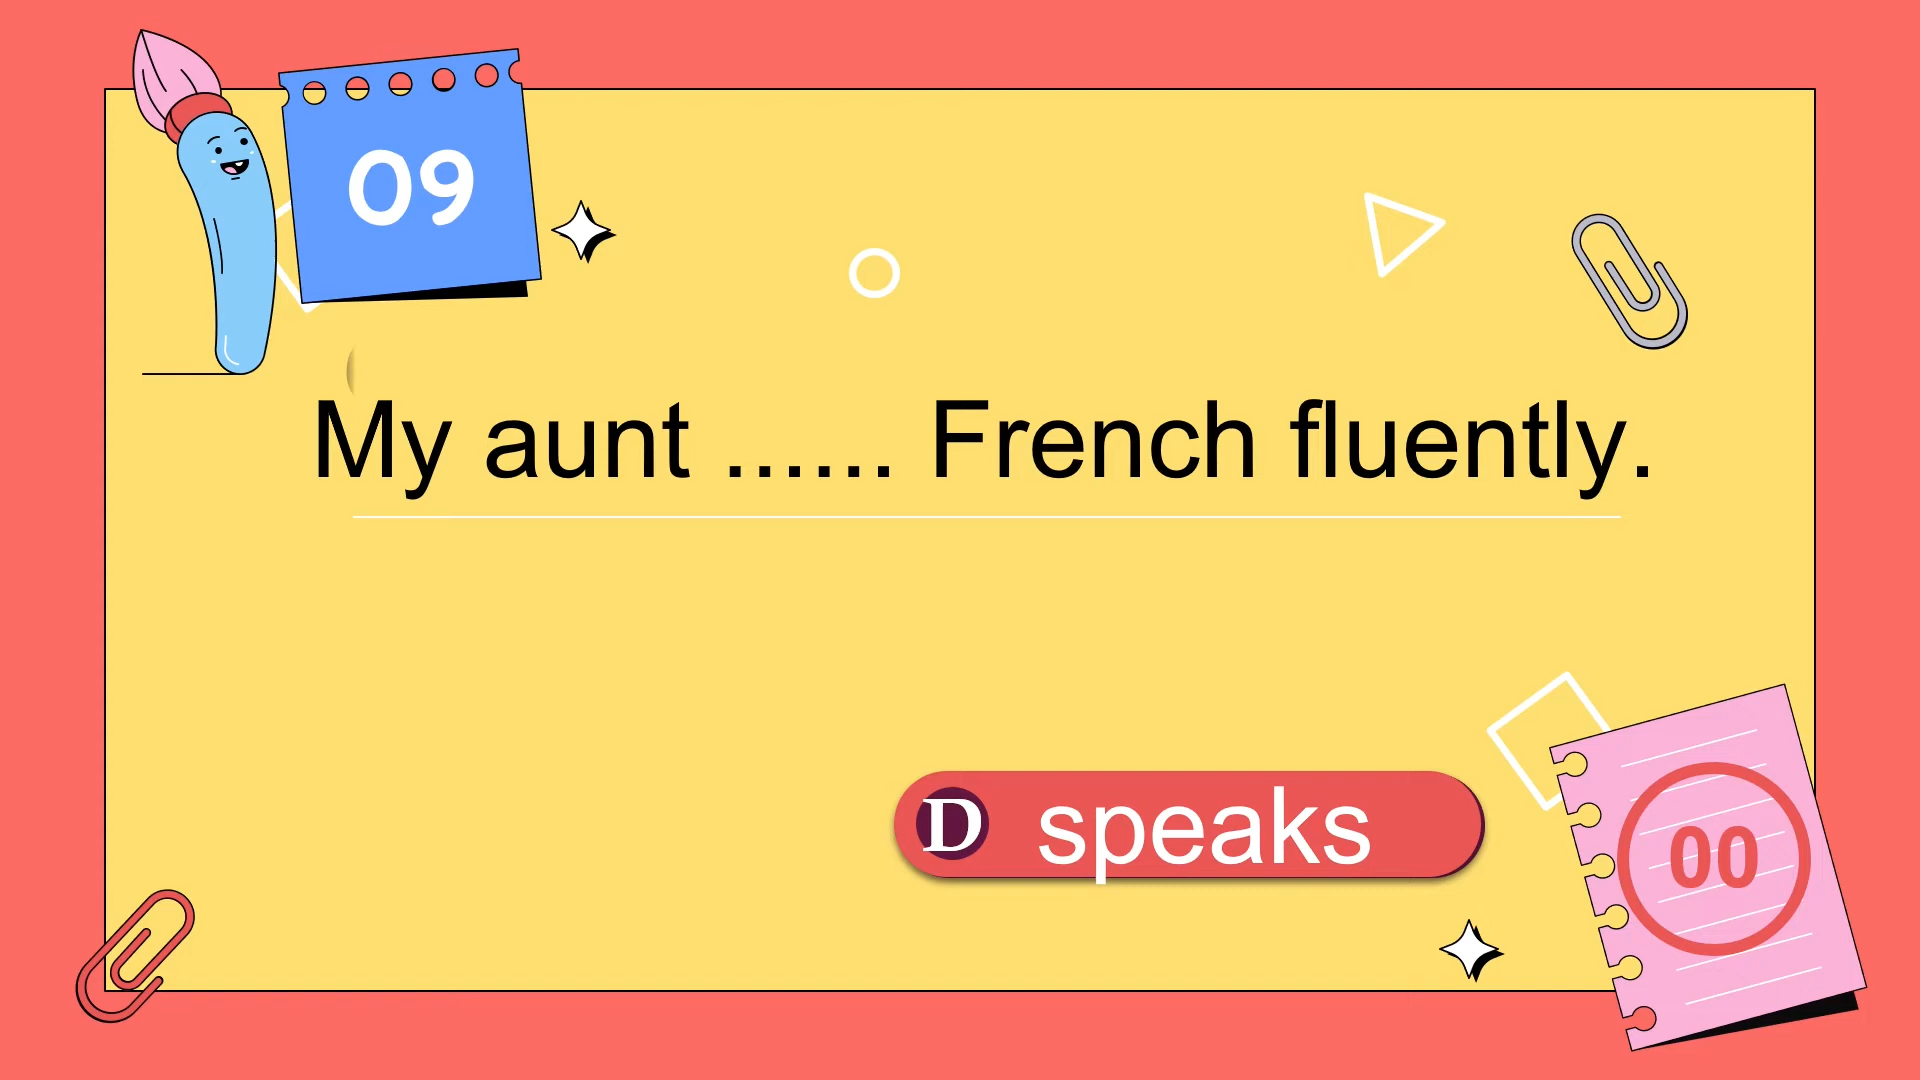 09
My aunt ...... French fluently.
D speaks
00